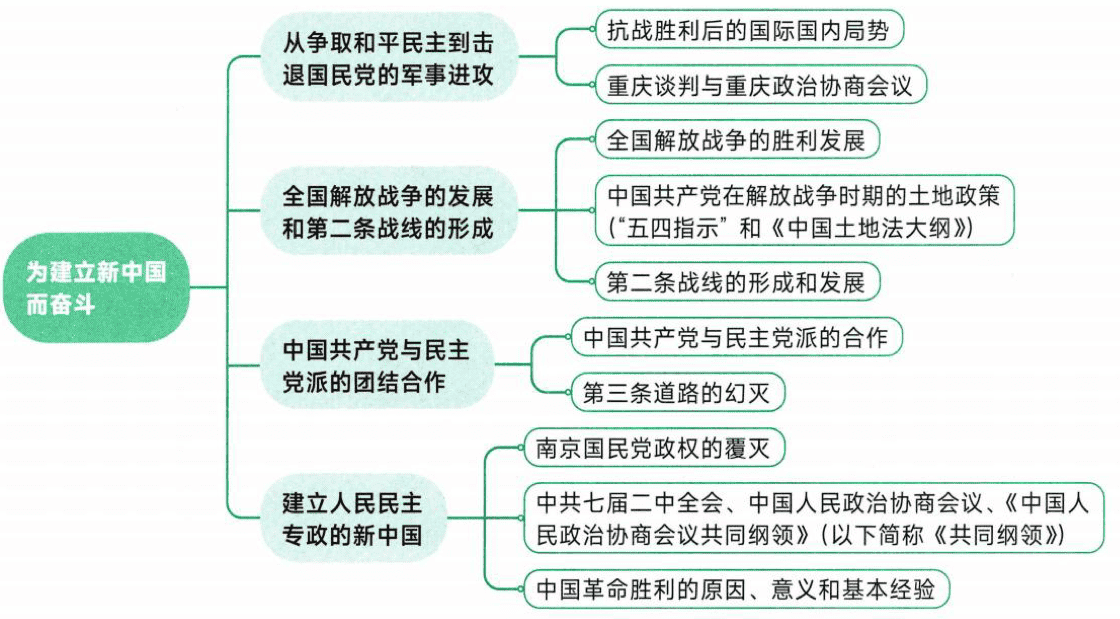 从争取和平民主到击
退国民党的军事进攻
抗战胜利后的国际国内局势
重庆谈判与重庆政治协商会议
全国解放战争的发展
和第二条战线的形成
全国解放战争的胜利发展
中国共产党在解放战争时期的土地政策
(“五四指示”和《中国土地法大纲》)
第二条战线的形成和发展
为建立新中国
而奋斗
中国共产党与民主
党派的团结合作
中国共产党与民主党派的合作
第三条道路的幻灭
建立人民民主
专政的新中国
南京国民党政权的覆灭
中共七届二中全会、中国人民政治协商会议、《中国人
民政治协商会议共同纲领》(以下简称《共同纲领》)
中国革命胜利的原因、意义和基本经验